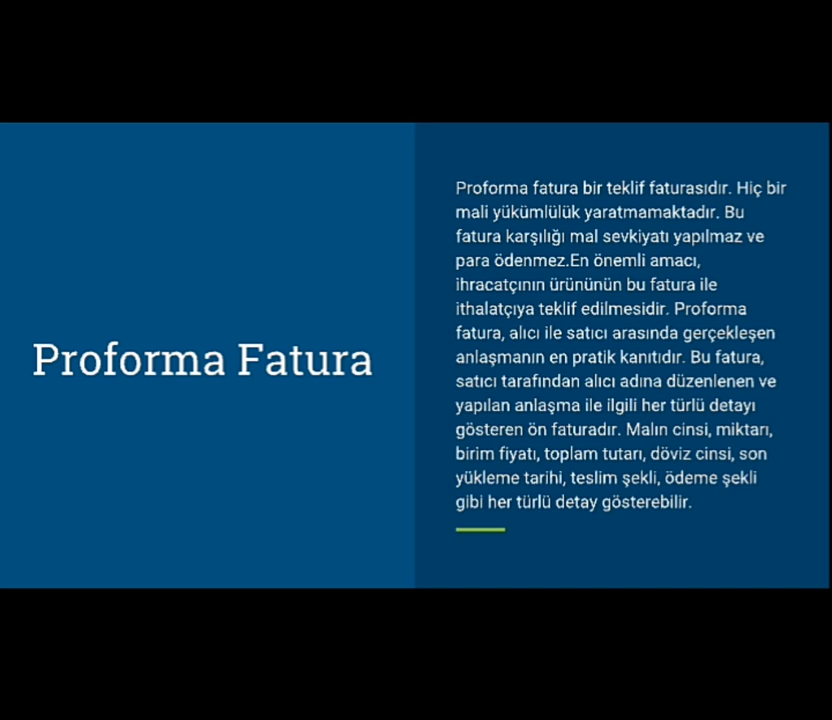 Proforma Fatura
Proforma fatura bir teklif faturasıdır. Hiç bir
mali yükümlülük yaratmamaktadır. Bu
fatura karşılığı mal sevkiyatı yapılmaz ve
para ödenmez.En önemli amacı,
ihracatçının ürününün bu fatura ile
ithalatçıya teklif edilmesidir. Proforma
fatura, alıcı ile satıcı arasında gerçekleşen
anlaşmanın en pratik kanıtıdır. Bu fatura,
satıcı tarafından alıcı adına düzenlenen ve
yapılan anlaşma ile ilgili her türlü detayı
gösteren ön faturadır. Malın cinsi, miktarı,
birim fiyatı, toplam tutarı, döviz cinsi, son
yükleme tarihi, teslim şekli, ödeme şekli
gibi her türlü detay gösterebilir.